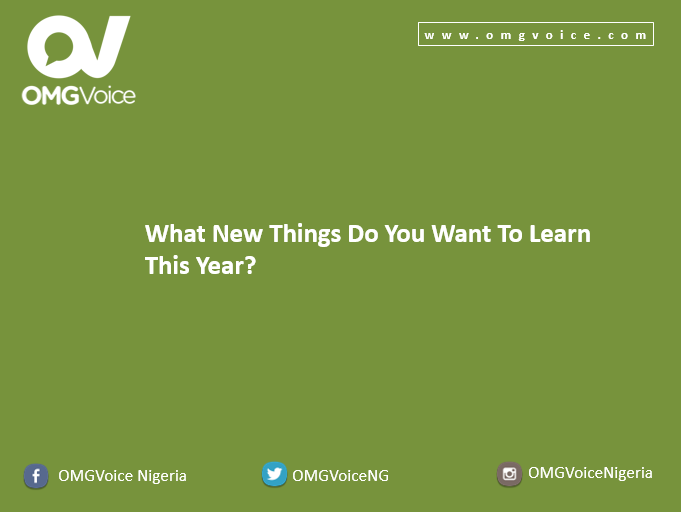 OMGVoice
www.omgvoice.com
What New Things Do You Want To Learn
This Year?
OMGVoice Nigeria
OMGVoiceNG
OMGVoiceNigeria